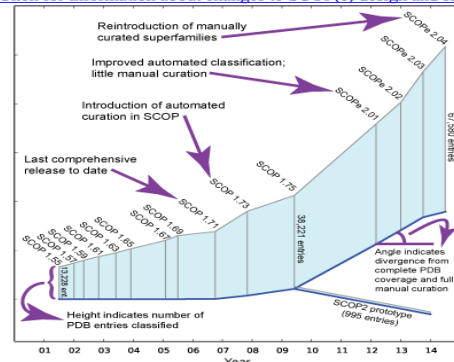 Reintroduction of manually
curated superfamilies
Improved automated classification;
little manual curation
Introduction of automated
curation in SCOP
Last comprehensive
release to date
SCOPe 2.04
SCOPe 2.03
SCOPe 2.02
SCOPe 2.01
SCOP 1.75
SCOP 1.73
SCOP 1.71
SCOP 1.69
SCOP 1.67
SCOP 1.65
SCOP 1.63
SCOP 1.61
SCOP 1.59
SCOP 1.57
SCOP 1.55
38,221 entries
Angle indicates
divergence from
complete PDB
coverage and full
manual curation
SCOP2 prototype
(995 entries)
Height indicates number of
PDB entries classified
01 02 03 04 05 06 07 08 09 10 11 12 13 14
Year